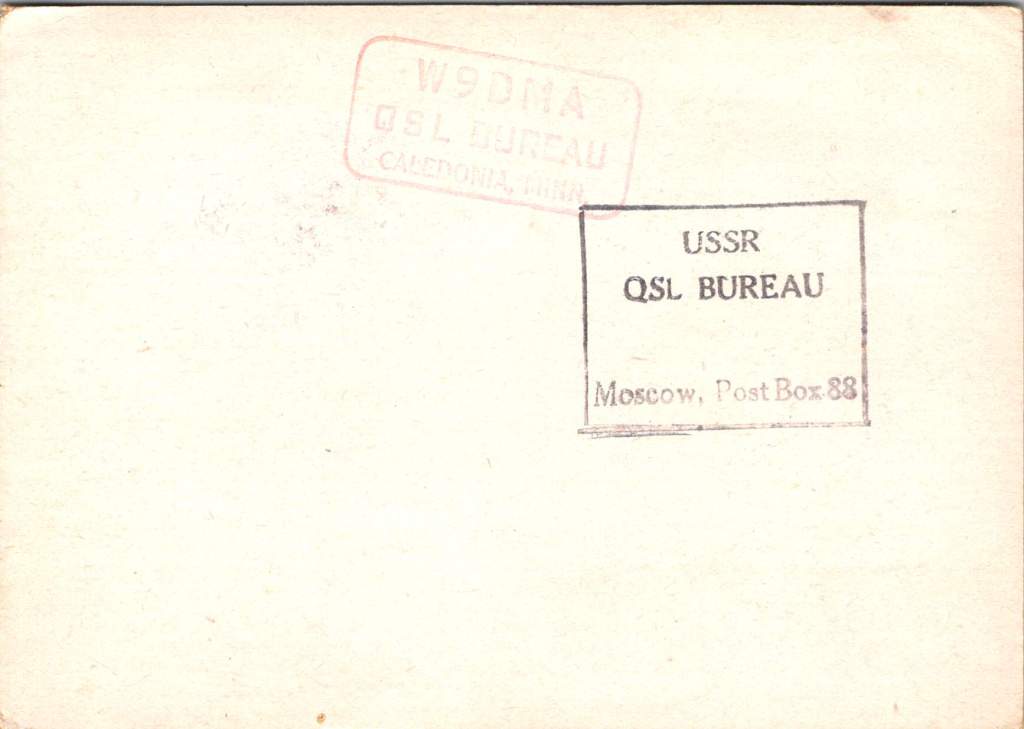 W9DMA
QSL BUREAU
CALEDONIA, MINN
USSR
QSL BUREAU
Moscow, Post Box 88